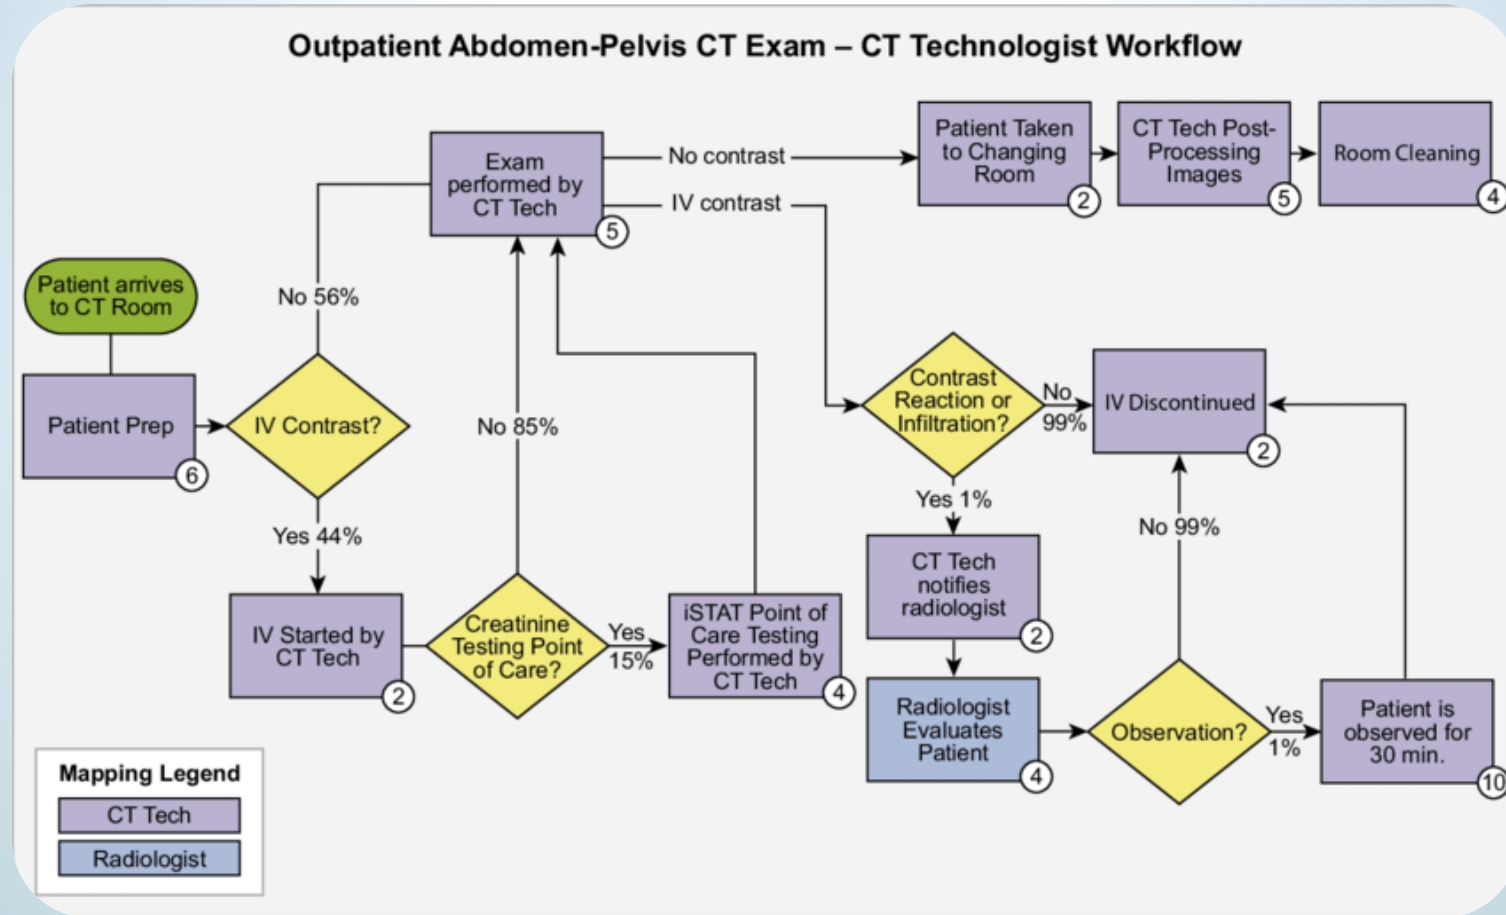 Outpatient Abdomen-Pelvis CT Exam – CT Technologist Workflow
Patient arrives
to CT Room
Patient Prep
6
IV Contrast?
No 56%
Yes 44%
IV Started by
CT Tech
2
Creatinine
Testing Point
of Care?
No 85%
Yes
15%
iSTAT Point of
Care Testing
Performed by
CT Tech
4
Exam
performed by
CT Tech
5
No contrast
IV contrast
Patient Taken
to Changing
Room
2
CT Tech Post-
Processing
Images
5
Room Cleaning
4
Contrast
Reaction or
Infiltration?
No
99%
Yes 1%
IV Discontinued
2
CT Tech
notifies
radiologist
2
Radiologist
Evaluates
Patient
4
Observation?
No 99%
Yes
1%
Patient is
observed for
30 min.
10
Mapping Legend
CT Tech
Radiologist